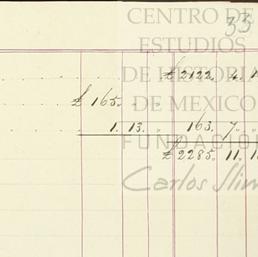 CENTRO DE
33
ESTUDIOS
DE HISTORIA
£ 2122. 4.
DE MEXICO
£ 165. " "
1. 13. " 163. 7. "
FUNDACIÓN
£ 2285. 11.
Carlos Slim